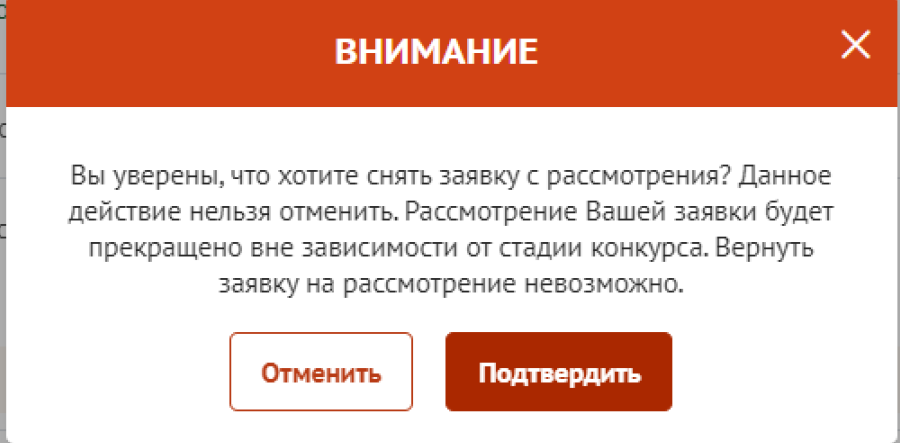 ВНИМАНИЕ
Вы уверены, что хотите снять заявку с рассмотрения? Данное
действие нельзя отменить. Рассмотрение Вашей заявки будет
прекращено вне зависимости от стадии конкурса. Вернуть
заявку на рассмотрение невозможно.
Отменить
Подтвердить